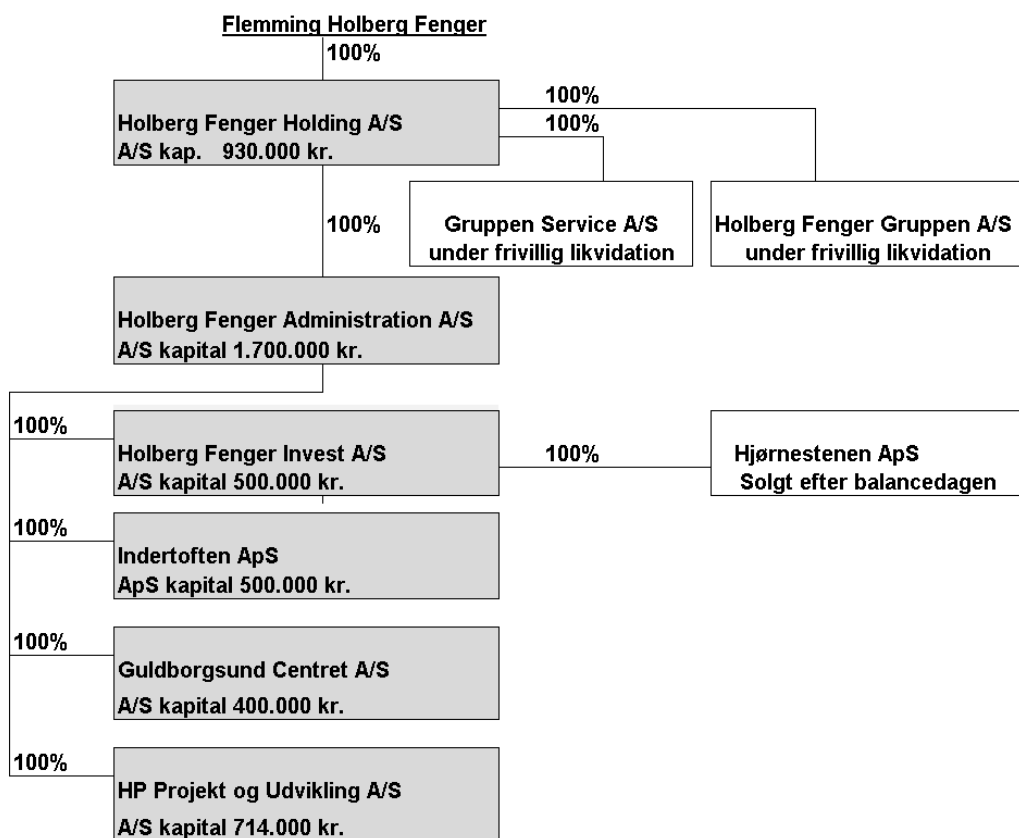 Flemming Holberg Fenger
100%
Holberg Fenger Holding A/S
A/S kap. 930.000 kr.
100%
100%
100%
Gruppen Service A/S
under frivillig likvidation
Holberg Fenger Gruppen A/S
under frivillig likvidation
Holberg Fenger Administration A/S
A/S kapital 1.700.000 kr.
100%
Holberg Fenger Invest A/S
A/S kapital 500.000 kr.
100%
Hjørnestenen ApS
Solgt efter balancedagen
100%
Indertoften ApS
ApS kapital 500.000 kr.
100%
Guldborgsund Centret A/S
A/S kapital 400.000 kr.
100%
HP Projekt og Udvikling A/S
A/S kapital 714.000 kr.